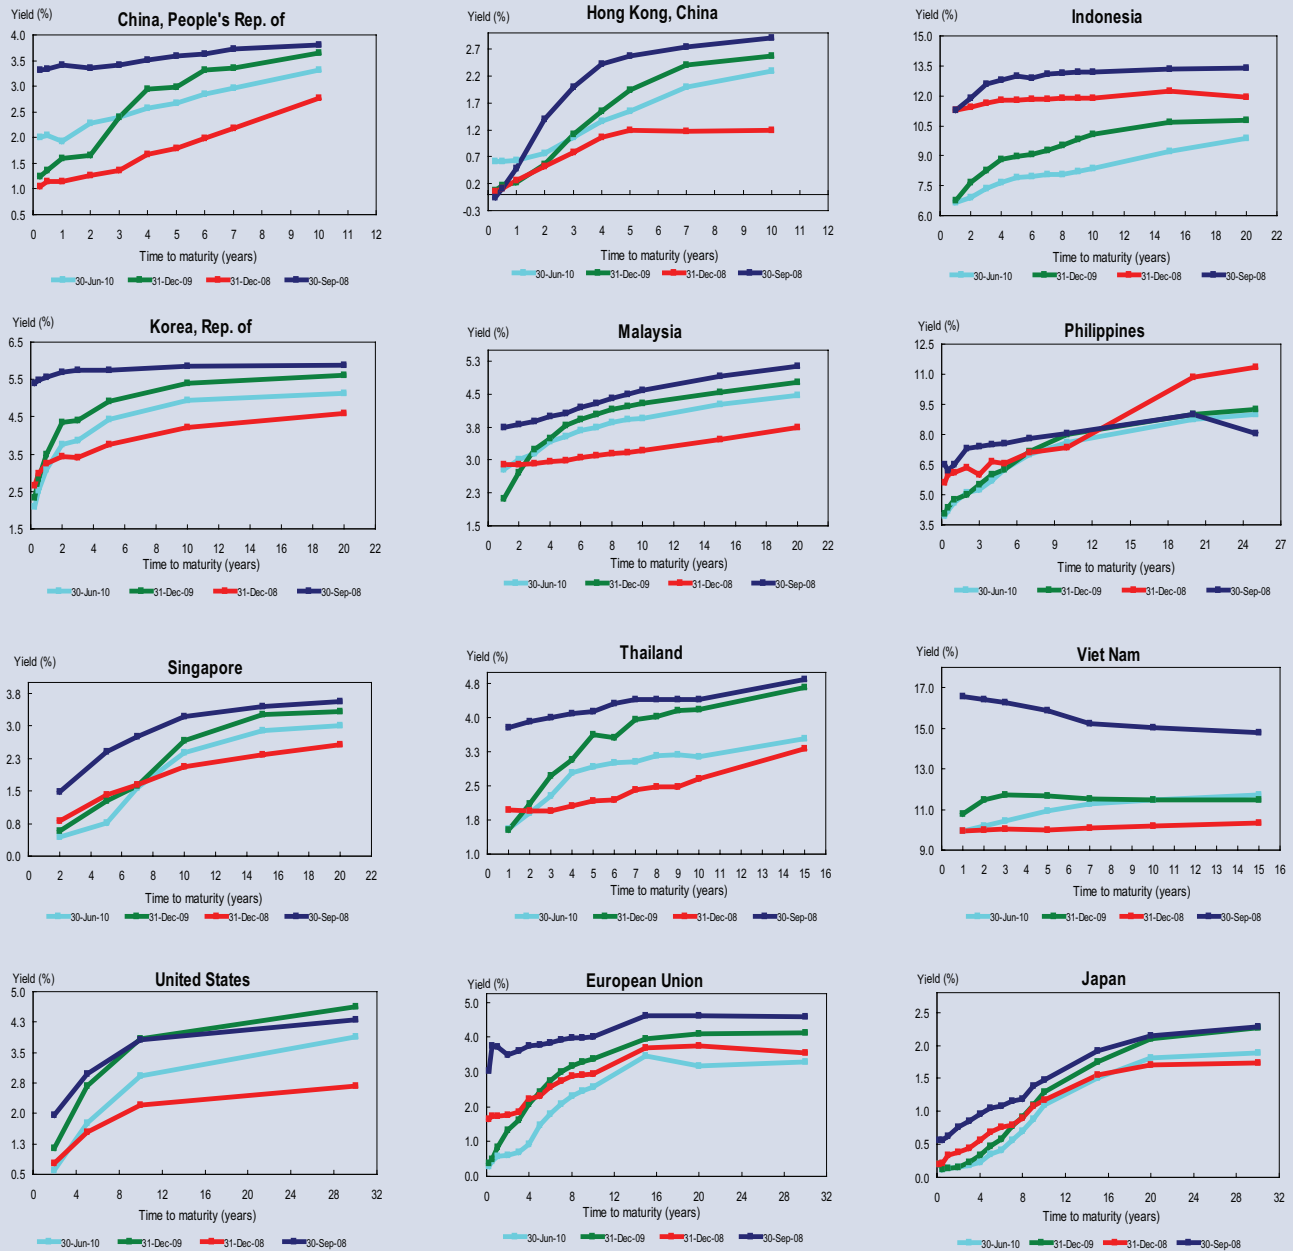 Yield (%)
China, People's Rep. of
4.0
3.5
3.0
2.5
2.0
1.5
1.0
0.5
0 1 2 3 4 5 6 7 8 9 10 11 12
Time to maturity (years)
30-Jun-10 31-Dec-09 31-Dec-08 30-Sep-08
Yield (%)
Hong Kong, China
2.7
2.2
1.7
1.2
0.7
0.2
-0.3
0 1 2 3 4 5 6 7 8 9 10 11 12
Time to maturity (years)
30-Jun-10 31-Dec-09 31-Dec-08 30-Sep-08
Yield (%)
Indonesia
15.0
13.5
12.0
10.5
9.0
7.5
6.0
0 2 4 6 8 10 12 14 16 18 20 22
Time to maturity (years)
30-Jun-10 31-Dec-09 31-Dec-08 30-Sep-08
Yield (%)
Korea, Rep. of
6.5
5.5
4.5
3.5
2.5
1.5
0 2 4 6 8 10 12 14 16 18 20 22
Time to maturity (years)
30-Jun-10 31-Dec-09 31-Dec-08 30-Sep-08
Yield (%)
Malaysia
5.3
4.5
3.8
3.0
2.3
1.5
0 2 4 6 8 10 12 14 16 18 20 22
Time to maturity (years)
30-Jun-10 31-Dec-09 31-Dec-08 30-Sep-08
Yield (%)
Philippines
12.5
11.0
9.5
8.0
6.5
5.0
3.5
0 3 6 9 12 15 18 21 24 27
Time to maturity (years)
30-Jun-10 31-Dec-09 31-Dec-08 30-Sep-08
Yield (%)
Singapore
3.8
3.0
2.3
1.5
0.8
0.0
0 2 4 6 8 10 12 14 16 18 20 22
Time to maturity (years)
30-Jun-10 31-Dec-09 31-Dec-08 30-Sep-08
Yield (%)
Thailand
4.8
4.0
3.3
2.5
1.8
1.0
0 1 2 3 4 5 6 7 8 9 10 11 12 13 14 15 16
Time to maturity (years)
30-Jun-10 31-Dec-09 31-Dec-08 30-Sep-08
Yield (%)
Viet Nam
17.0
15.0
13.0
11.0
9.0
0 1 2 3 4 5 6 7 8 9 10 11 12 13 14 15 16
Time to maturity (years)
30-Jun-10 31-Dec-09 31-Dec-08 30-Sep-08
Yield (%)
United States
5.0
4.3
3.5
2.8
2.0
1.3
0.5
0 4 8 12 16 20 24 28 32
Time to maturity (years)
30-Jun-10 31-Dec-09 31-Dec-08 30-Sep-08
Yield (%)
European Union
5.0
4.0
3.0
2.0
1.0
0.0
0 4 8 12 16 20 24 28 32
Time to maturity (years)
30-Jun-10 31-Dec-09 31-Dec-08 30-Sep-08
Yield (%)
Japan
2.5
2.0
1.5
1.0
0.5
0.0
0 4 8 12 16 20 24 28 32
Time to maturity (years)
30-Jun-10 31-Dec-09 31-Dec-08 30-Sep-08